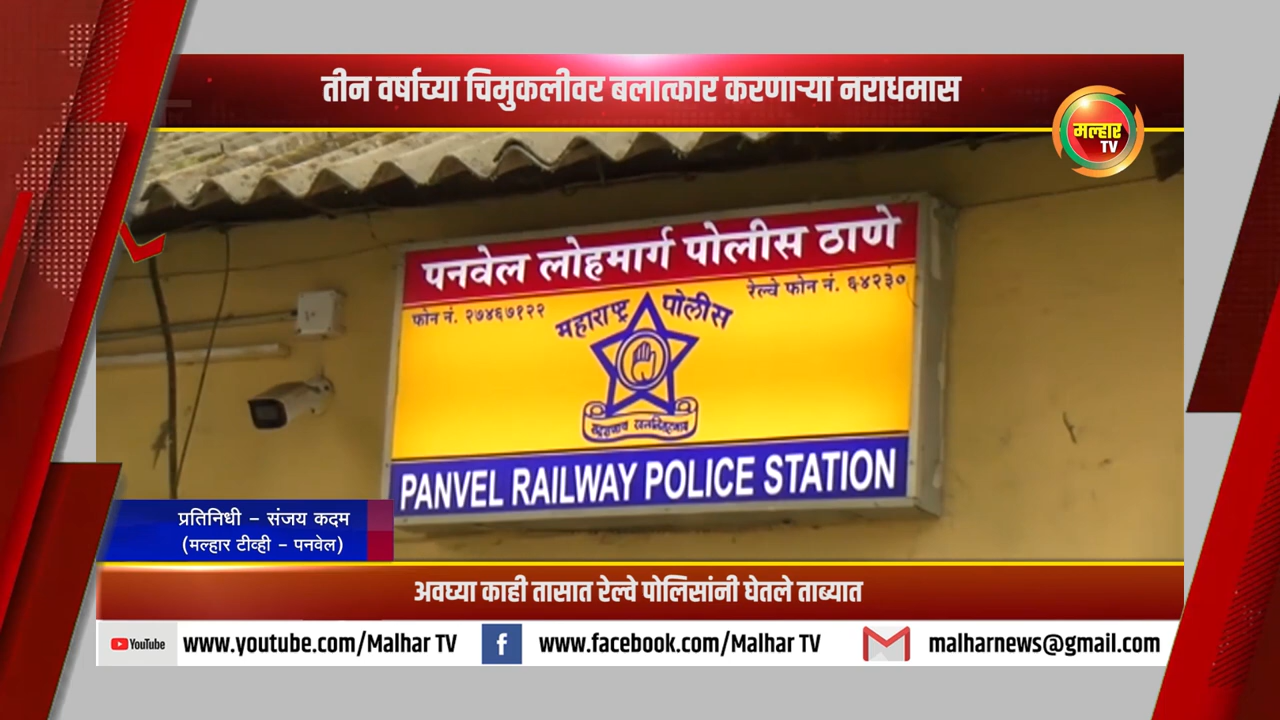 तीन वर्षाच्या चिमुकलीवर बलात्कार करणाऱ्या नराधमास
मल्हार
TV
पनवेल लोहमार्ग पोलीस ठाणे
फोन नं. २७४६७१२२
रेल्वे फोन नं. ६४२३०
महाराष्ट्र पोलीस
PANVEL RAILWAY POLICE STATION
प्रतिनिधी - संजय कदम
(मल्हार टीव्ही - पनवेल)
अवघ्या काही तासात रेल्वे पोलिसांनी घेतले ताब्यात
YouTube www.youtube.com/Malhar TV f www.facebook.com/Malhar TV malharnews@gmail.com